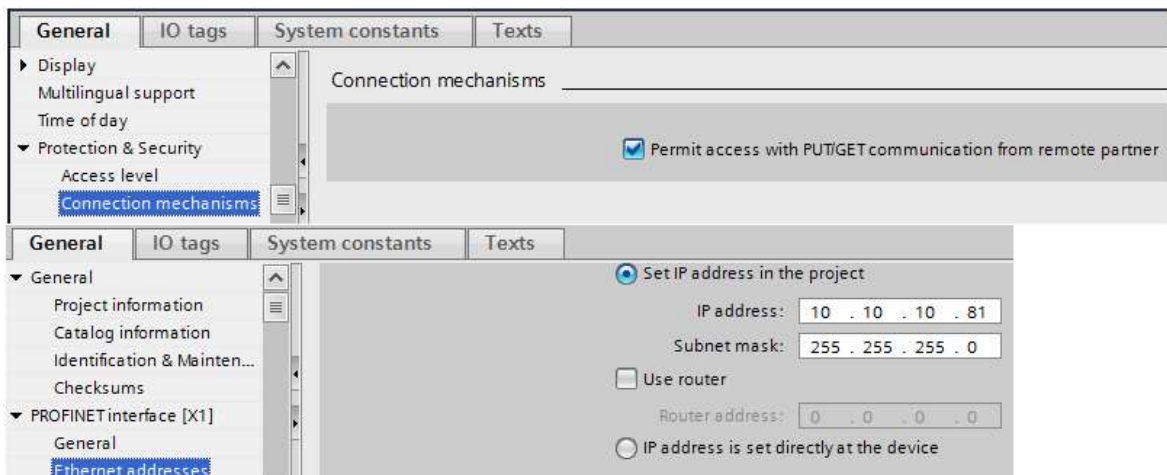 General IO tags System constants Texts
Display
Multilingual support
Time of day
Protection & Security
Access level
Connection mechanisms
Connection mechanisms
Permit access with PUT/GET communication from remote partner
General IO tags System constants Texts
General
Project information
Catalog information
Identification & Mainten...
Checksums
PROFINET interface [X1]
General
Ethernet addresses
Set IP address in the project
IP address: 10 . 10 . 10 . 81
Subnet mask: 255 . 255 . 255 . 0
Use router
Router address: 0 . 0 . 0 . 0
IP address is set directly at the device